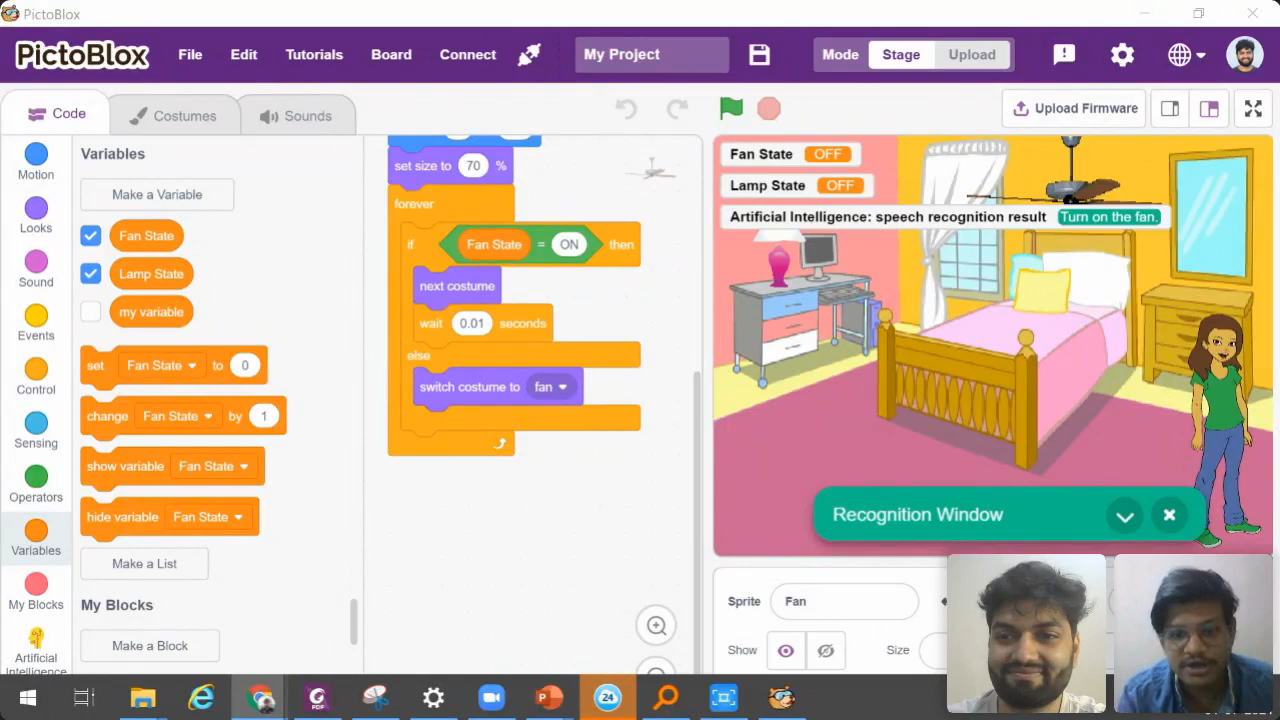 PictoBlox
PictoBlox File Edit Tutorials Board Connect My Project Mode Stage Upload
Code Costumes Sounds Upload Firmware
Motion
Looks
Sound
Events
Control
Sensing
Operators
Variables
My Blocks
Artificial
Intelligence
Variables
Make a Variable
Fan State
Lamp State
my variable
set Fan State to 0
change Fan State by 1
show variable Fan State
hide variable Fan State
Make a List
My Blocks
Make a Block
set size to 70 %
forever
if Fan State = ON then
next costume
wait 0.01 seconds
else
switch costume to fan
Fan State OFF
Lamp State OFF
Artificial Intelligence: speech recognition result Turn on the fan.
Recognition Window
Sprite Fan
Show Size
PDF
24